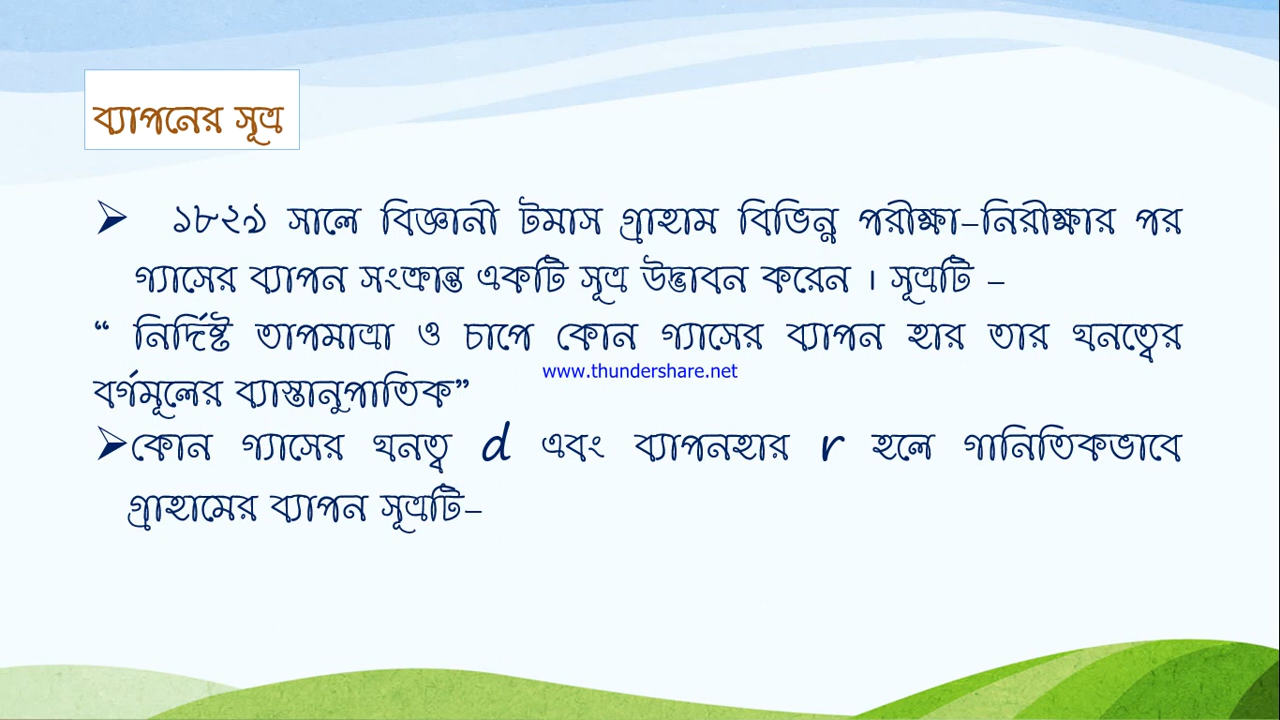 ব্যাপনের সূত্র
➢ ১৮২৯ সালে বিজ্ঞানী টমাস গ্রাহাম বিভিন্ন পরীক্ষা-নিরীক্ষার পর
গ্যাসের ব্যাপন সংক্রান্ত একটি সূত্র উদ্ভাবন করেন । সূত্রটি -
“ নির্দিষ্ট তাপমাত্রা ও চাপে কোন গ্যাসের ব্যাপন হার তার ঘনত্বের
www.thundershare.net
বর্গমূলের ব্যাস্তানুপাতিক”
➢কোন গ্যাসের ঘনত্ব d এবং ব্যাপনহার r হলে গানিতিকভাবে
গ্রাহামের ব্যাপন সূত্রটি-